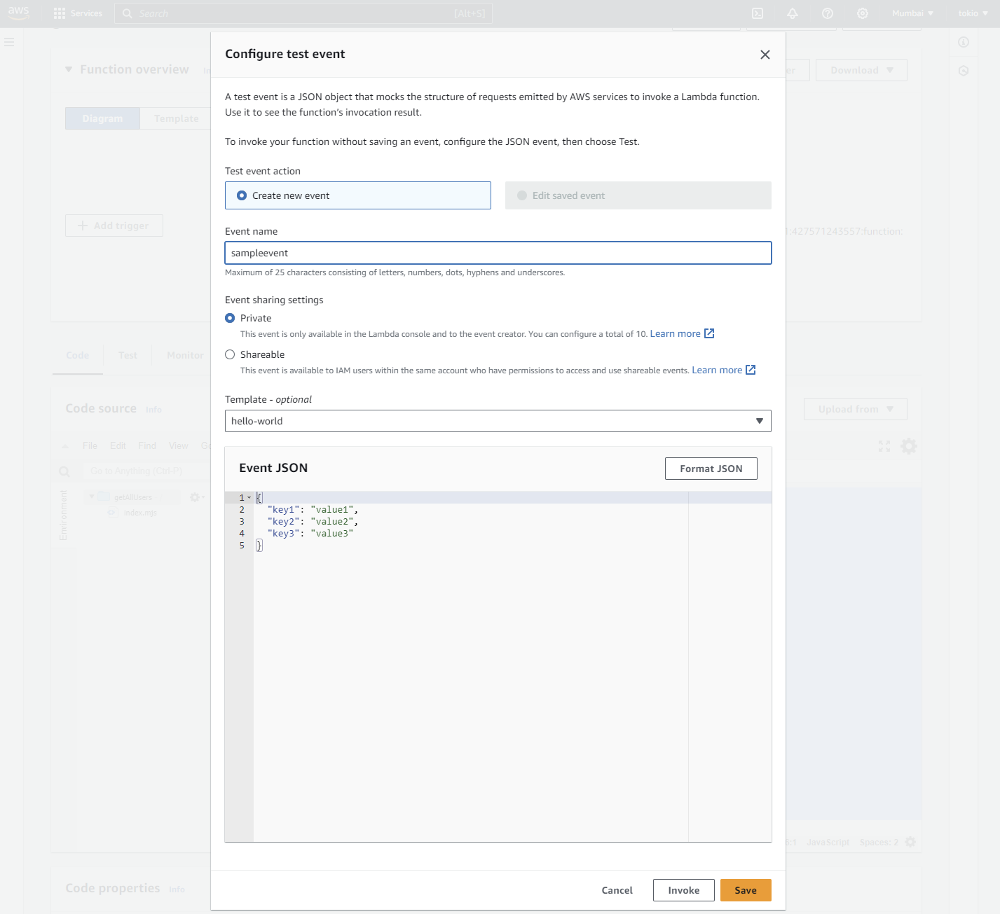 aws
Services
Search
[Alt+S]
Mumbai
tokio
Configure test event
Function overview
Download
A test event is a JSON object that mocks the structure of requests emitted by AWS services to invoke a Lambda function.
Use it to see the function's invocation result.
Diagram
Template
To invoke your function without saving an event, configure the JSON event, then choose Test.
Test event action
Create new event
Edit saved event
Add trigger
Event name
:427571243557:function:
sampleevent
Maximum of 25 characters consisting of letters, numbers, dots, hyphens and underscores.
Event sharing settings
Private
This event is only available in the Lambda console and to the event creator. You can configure a total of 10. Learn more
Code
Test
Monitor
Shareable
This event is available to IAM users within the same account who have permissions to access and use shareable events. Learn more
Template - optional
Code source Info
Upload from
hello-world
File Edit Find View
Event JSON
Format JSON
Go to Anything (Ctrl-P)
Environment
getAllUsers
index.mjs
1 {
2 "key1": "value1",
3 "key2": "value2",
4 "key3": "value3"
5 }
JavaScript Spaces: 2
Code properties Info
Cancel
Invoke
Save